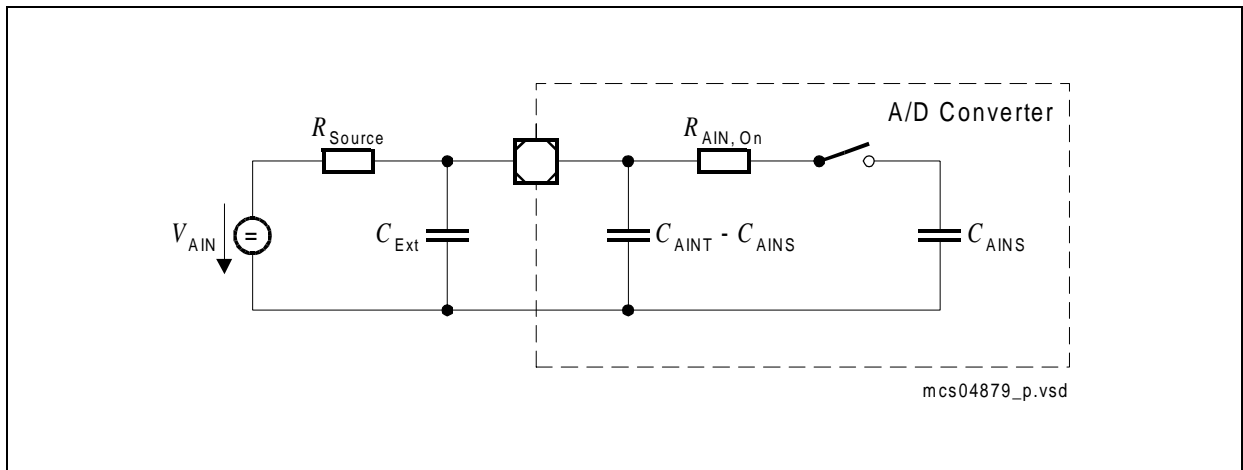 A/D Converter
R Source
R AIN, On
V AIN
=
C Ext
C AINT - C AINS
C AINS
mcs04879_p.vsd